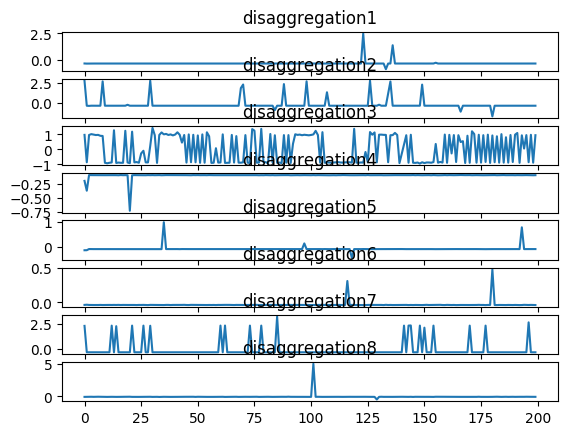 disaggregation1
2.5
0.0
disaggregation2
2.5
0.0
disaggregation3
1
0
−1
disaggregation4
−0.25
−0.50
−0.75
disaggregation5
1
0
disaggregation6
0.5
0.0
disaggregation7
2.5
0.0
disaggregation8
5
0
0 25 50 75 100 125 150 175 200